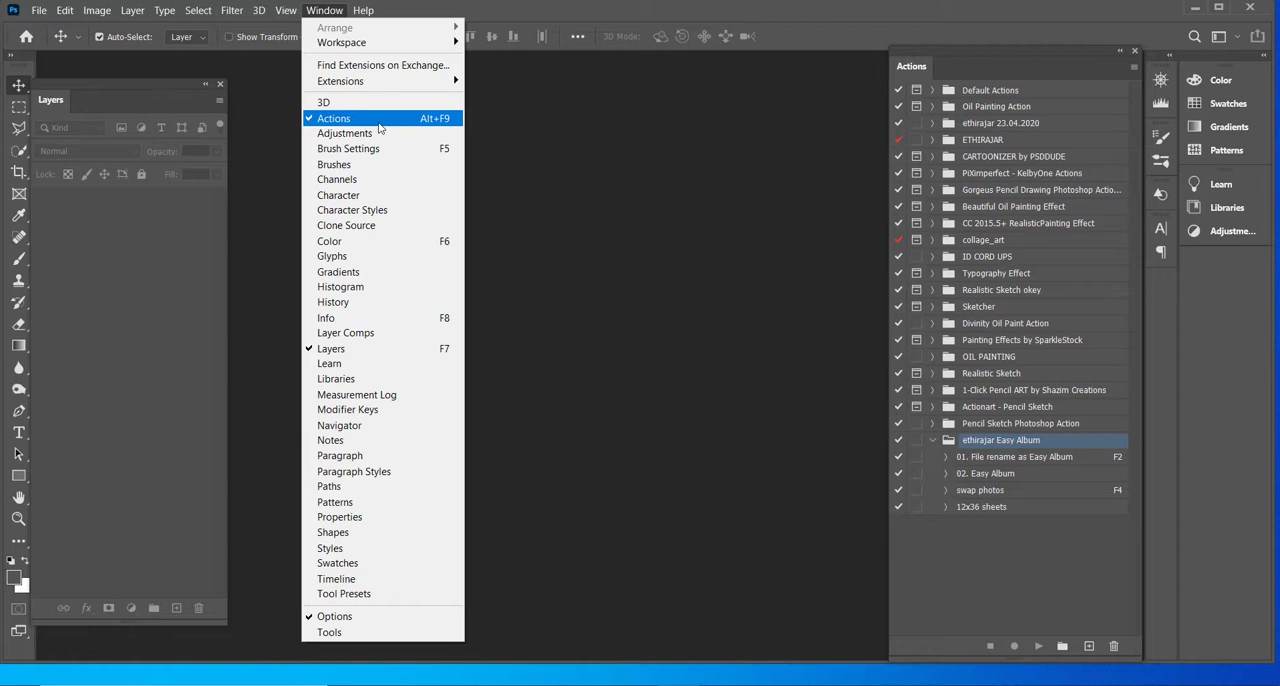 Ps File Edit Image Layer Type Select Filter 3D View Window Help
Auto-Select: Layer Show Transform 3D Mode:
Layers
Kind
Normal Opacity:
Lock: Fill:
Arrange
Workspace
Find Extensions on Exchange...
Extensions
3D
Actions Alt+F9
Adjustments
Brush Settings F5
Brushes
Channels
Character
Character Styles
Clone Source
Color F6
Glyphs
Gradients
Histogram
History
Info F8
Layer Comps
Layers F7
Learn
Libraries
Measurement Log
Modifier Keys
Navigator
Notes
Paragraph
Paragraph Styles
Paths
Patterns
Properties
Shapes
Styles
Swatches
Timeline
Tool Presets
Options
Tools
Actions
Default Actions
Oil Painting Action
ethirajar 23.04.2020
ETHIRAJAR
CARTOONIZER by PSDDUDE
PiXimperfect - KelbyOne Actions
Gorgeus Pencil Drawing Photoshop Actio...
Beautiful Oil Painting Effect
CC 2015.5+ RealisticPainting Effect
collage_art
ID CORD UPS
Typography Effect
Realistic Sketch okey
Sketcher
Divinity Oil Paint Action
Painting Effects by SparkleStock
OIL PAINTING
Realistic Sketch
1-Click Pencil ART by Shazim Creations
Actionart - Pencil Sketch
Pencil Sketch Photoshop Action
ethirajar Easy Album
01. File rename as Easy Album F2
02. Easy Album
swap photos F4
12x36 sheets
Color
Swatches
Gradients
Patterns
Learn
Libraries
Adjustme...